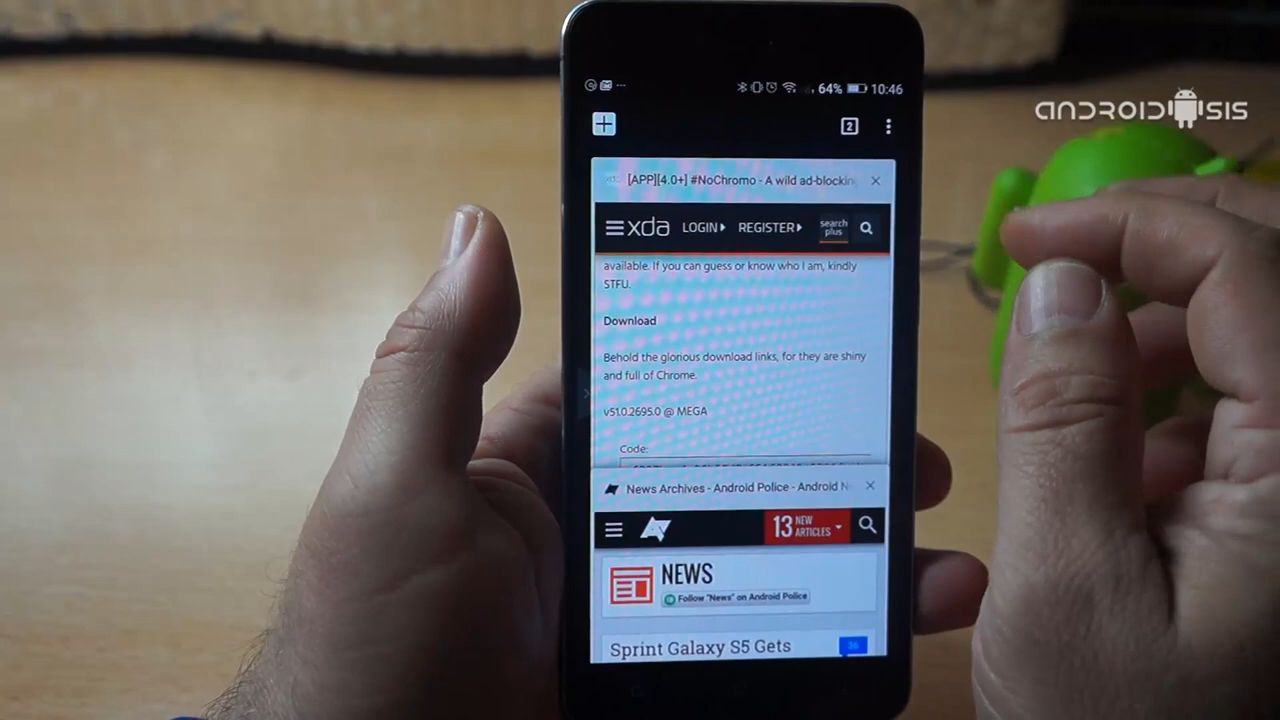 64% 10:46
ANDROIDSIS
2
[APP][4.0+] #NoChromo - A wild ad-blockin
xda LOGIN REGISTER search plus
available. If you can guess or know who I am, kindly
STFU.
Download
Behold the glorious download links, for they are shiny
and full of Chrome.
v51.0.2695.0 @ MEGA
Code:
News Archives - Android Police - Android N
13 NEW ARTICLES
NEWS
Follow "News" on Android Police
Sprint Galaxy S5 Gets